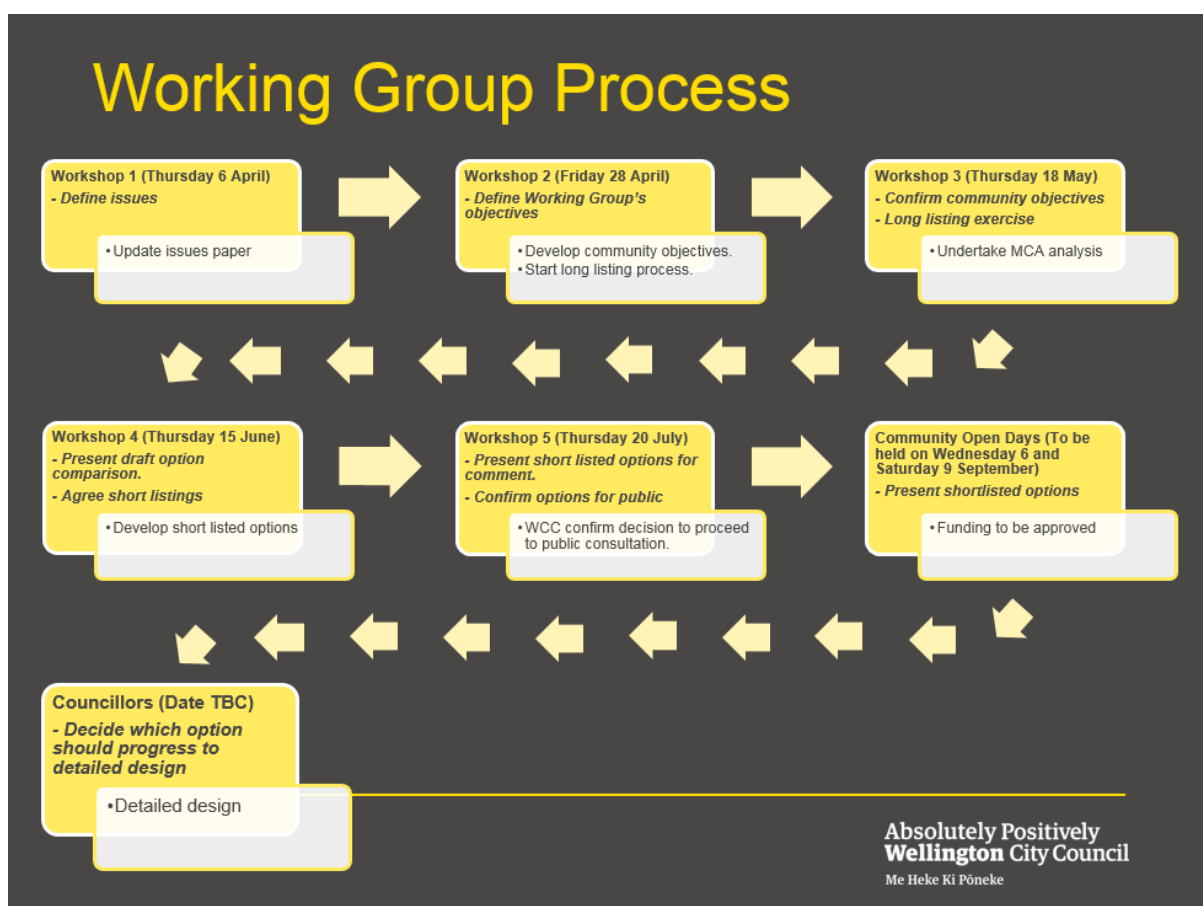 Working Group Process
Workshop 1 (Thursday 6 April)
- Define issues
• Update issues paper
Workshop 2 (Friday 28 April)
- Define Working Group's
objectives
• Develop community objectives.
• Start long listing process.
Workshop 3 (Thursday 18 May)
- Confirm community objectives
- Long listing exercise
• Undertake MCA analysis
Workshop 4 (Thursday 15 June)
- Present draft option
comparison.
- Agree short listings
• Develop short listed options
Workshop 5 (Thursday 20 July)
- Present short listed options for
comment.
- Confirm options for public
• WCC confirm decision to proceed
to public consultation.
Community Open Days (To be
held on Wednesday 6 and
Saturday 9 September)
- Present shortlisted options
• Funding to be approved
Councillors (Date TBC)
- Decide which option
should progress to
detailed design
•Detailed design
Absolutely Positively
Wellington City Council
Me Heke Ki Pōneke